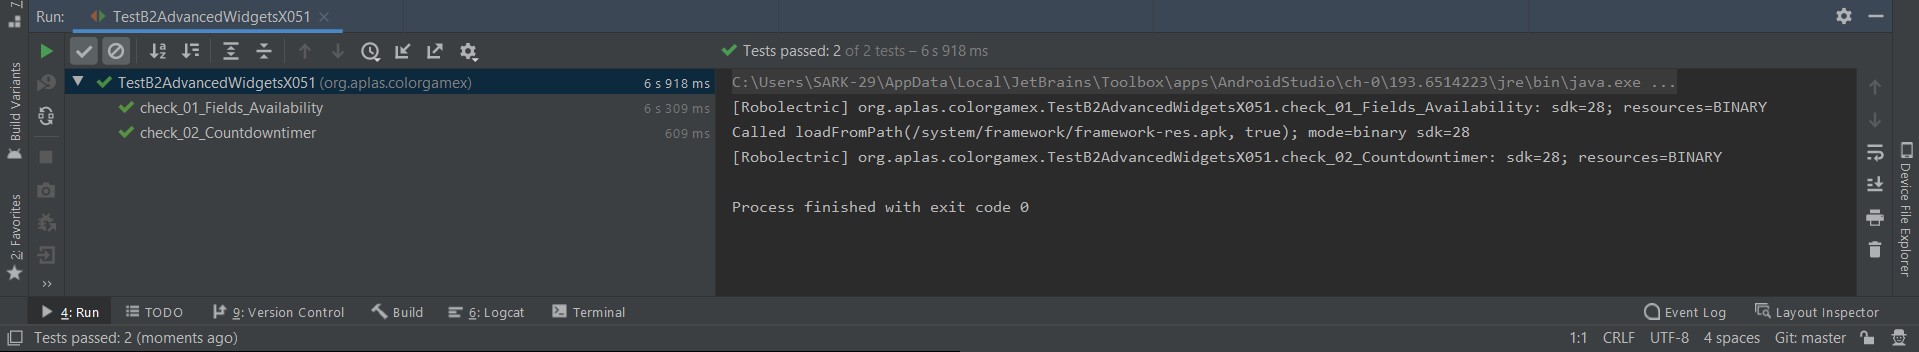 Run: TestB2AdvancedWidgetsX051
Tests passed: 2 of 2 tests – 6 s 918 ms
TestB2AdvancedWidgetsX051 (org.aplas.colorgamex) 6 s 918 ms
check_01_Fields_Availability 6 s 309 ms
check_02_Countdowntimer 609 ms
C:\Users\SARK-29\AppData\Local\JetBrains\Toolbox\apps\AndroidStudio\ch-0\193.6514223\jre\bin\java.exe ...
[Robolectric] org.aplas.colorgamex.TestB2AdvancedWidgetsX051.check_01_Fields_Availability: sdk=28; resources=BINARY
Called loadFromPath(/system/framework/framework-res.apk, true); mode=binary sdk=28
[Robolectric] org.aplas.colorgamex.TestB2AdvancedWidgetsX051.check_02_Countdowntimer: sdk=28; resources=BINARY
Process finished with exit code 0
Build Variants
2: Favorites
Device File Explorer
4: Run TODO 9: Version Control Build 6: Logcat Terminal Event Log Layout Inspector
Tests passed: 2 (moments ago) 1:1 CRLF UTF-8 4 spaces Git: master